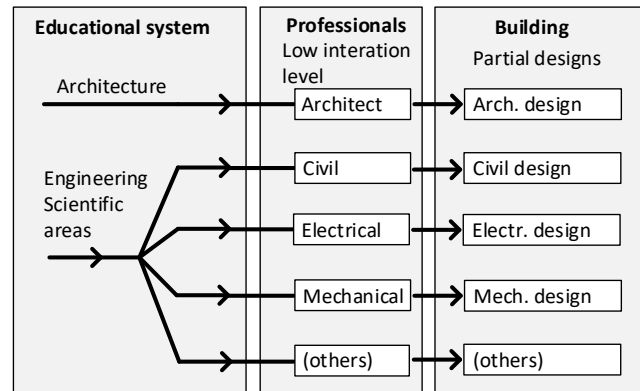 Educational system
Architecture
Engineering
Scientific
areas
Professionals
Low interation
level
Architect
Civil
Electrical
Mechanical
(others)
Building
Partial designs
Arch. design
Civil design
Electr. design
Mech. design
(others)